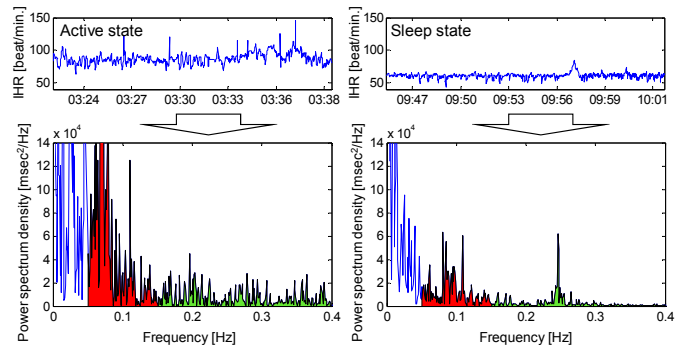 Active state
IHR [beat/min.]
150
100
50
03:24 03:27 03:30 03:33 03:35 03:38
Sleep state
IHR [beat/min.]
150
100
50
09:47 09:50 09:53 09:56 09:59 10:01
x 10⁴
Power spectrum density [msec²/Hz]
14
12
10
8
6
4
2
0
0 0.1 0.2 0.3 0.4
Frequency [Hz]
x 10⁴
Power spectrum density [msec²/Hz]
14
12
10
8
6
4
2
0
0 0.1 0.2 0.3 0.4
Frequency [Hz]